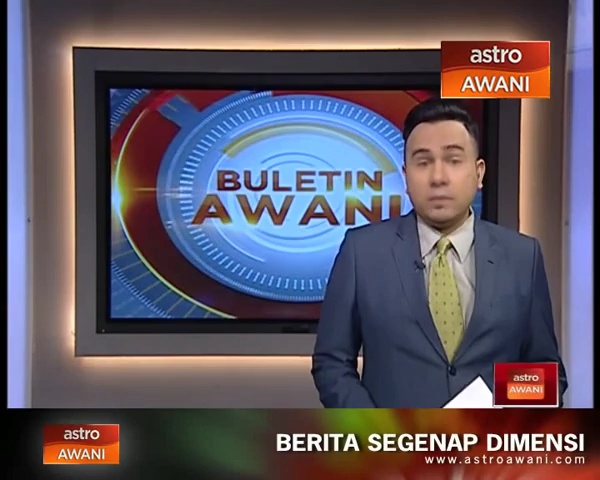 astro
AWANI
BULETIN
AWANI
astro
AWANI
astro
AWANI
BERITA SEGENAP DIMENSI
www.astroawani.com